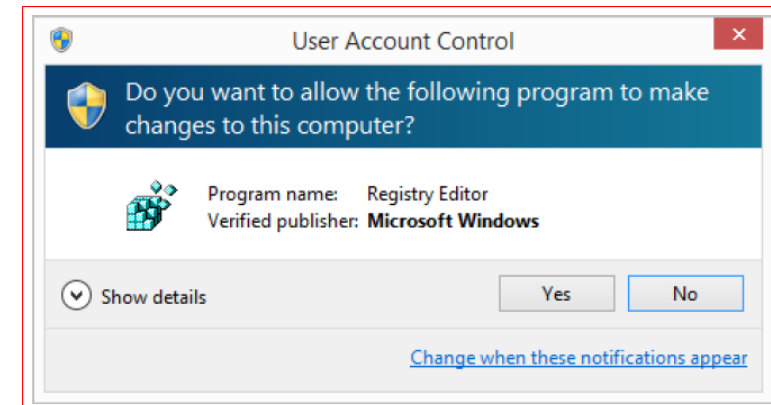 User Account Control
Do you want to allow the following program to make
changes to this computer?
Program name: Registry Editor
Verified publisher: Microsoft Windows
Show details
Yes No
Change when these notifications appear